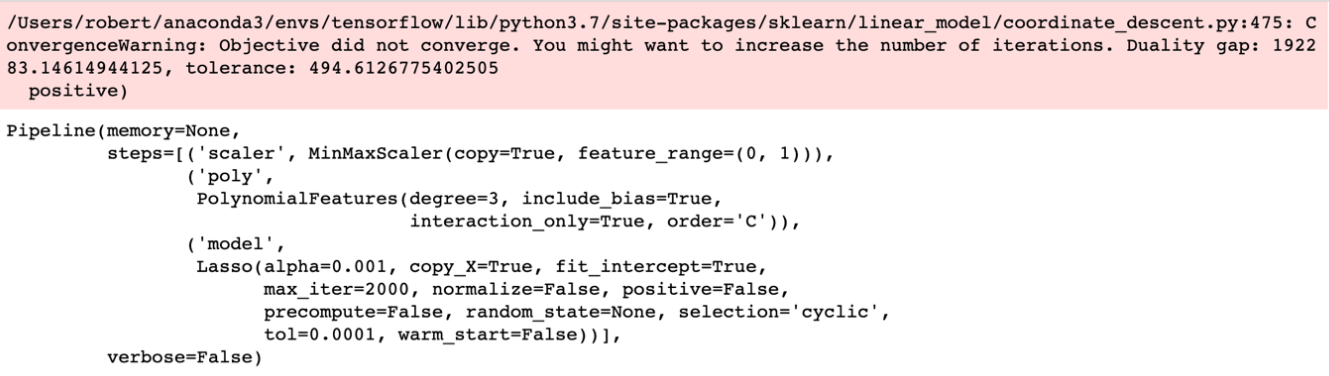 /Users/robert/anaconda3/envs/tensorflow/lib/python3.7/site-packages/sklearn/linear_model/coordinate_descent.py:475: C
onvergenceWarning: Objective did not converge. You might want to increase the number of iterations. Duality gap: 1922
83.14614944125, tolerance: 494.6126775402505
  positive)
Pipeline(memory=None,
         steps=[('scaler', MinMaxScaler(copy=True, feature_range=(0, 1))),
                ('poly',
                 PolynomialFeatures(degree=3, include_bias=True,
                                    interaction_only=True, order='C')),
                ('model',
                 Lasso(alpha=0.001, copy_X=True, fit_intercept=True,
                       max_iter=2000, normalize=False, positive=False,
                       precompute=False, random_state=None, selection='cyclic',
                       tol=0.0001, warm_start=False))],
         verbose=False)